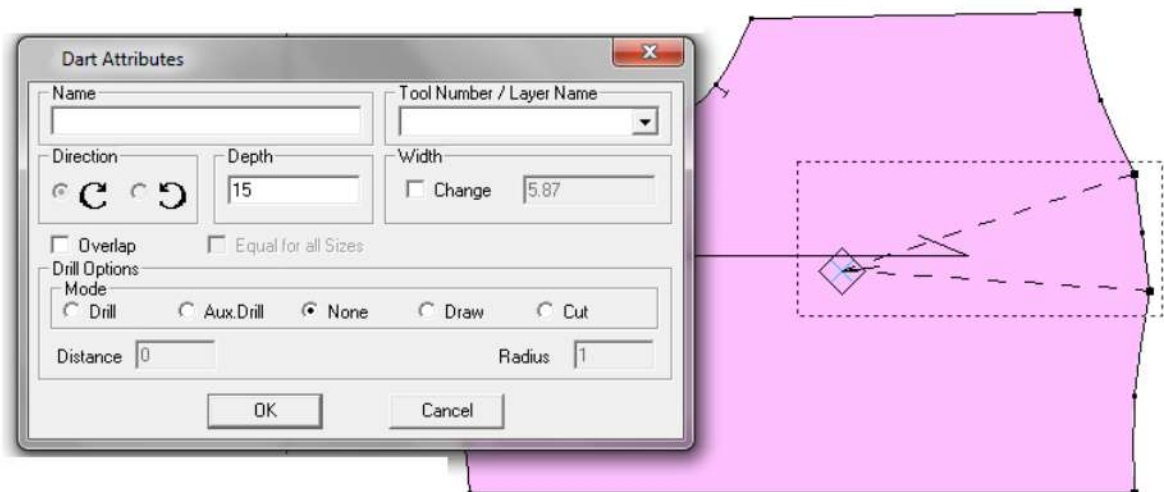 Dart Attributes
Name
Tool Number / Layer Name
Direction
Depth
Width
15
Change
5.87
Overlap
Equal for all Sizes
Drill Options
Mode
Drill
Aux.Drill
None
Draw
Cut
Distance
0
Radius
1
OK
Cancel